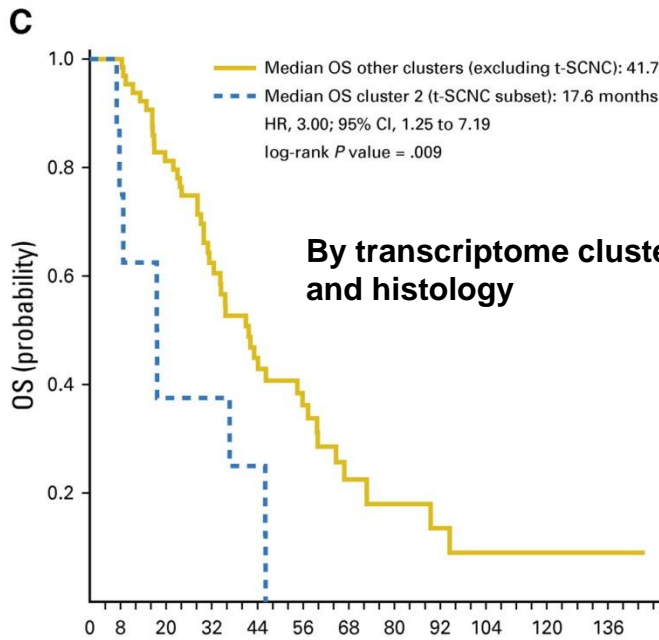 C
Median OS other clusters (excluding t-SCNC): 41.7
Median OS cluster 2 (t-SCNC subset): 17.6 months
HR, 3.00; 95% CI, 1.25 to 7.19
log-rank P value = .009
By transcriptome cluste
and histology
OS (probability)
1.0
0.8
0.6
0.4
0.2
0 8 20 32 44 56 68 80 92 104 120 136